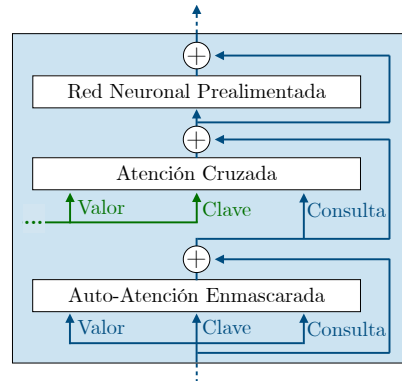 Red Neuronal Prealimentada
Atención Cruzada
Valor Clave Consulta
...
Auto-Atención Enmascarada
Valor Clave Consulta